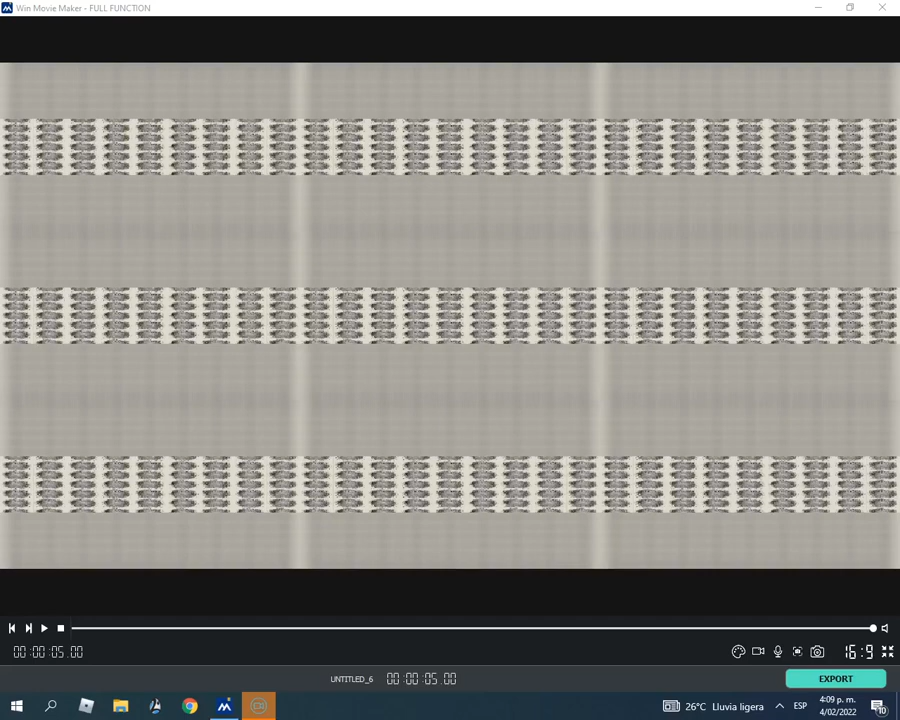 Win Movie Maker - FULL FUNCTION
00:00:05.00
16:9
UNTITLED_6 00:00:05.00
EXPORT
26°C Lluvia ligera
ESP
4:09 p. m.
4/02/2022
10